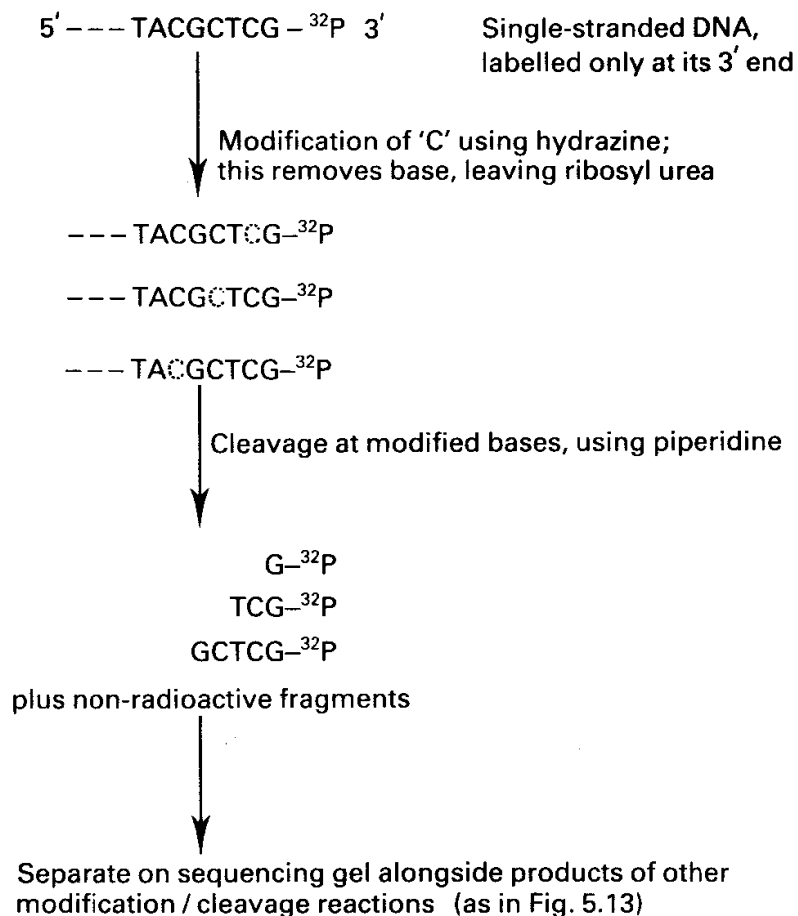 5′ ---TACGCTCG – ³²P 3′ Single-stranded DNA,
labelled only at its 3′ end
Modification of ‘C’ using hydrazine;
this removes base, leaving ribosyl urea
---TACGCTCG–³²P
---TACGCTCG–³²P
---TACGCTCG–³²P
Cleavage at modified bases, using piperidine
G–³²P
TCG–³²P
GCTCG–³²P
plus non-radioactive fragments
Separate on sequencing gel alongside products of other
modification / cleavage reactions (as in Fig. 5.13)